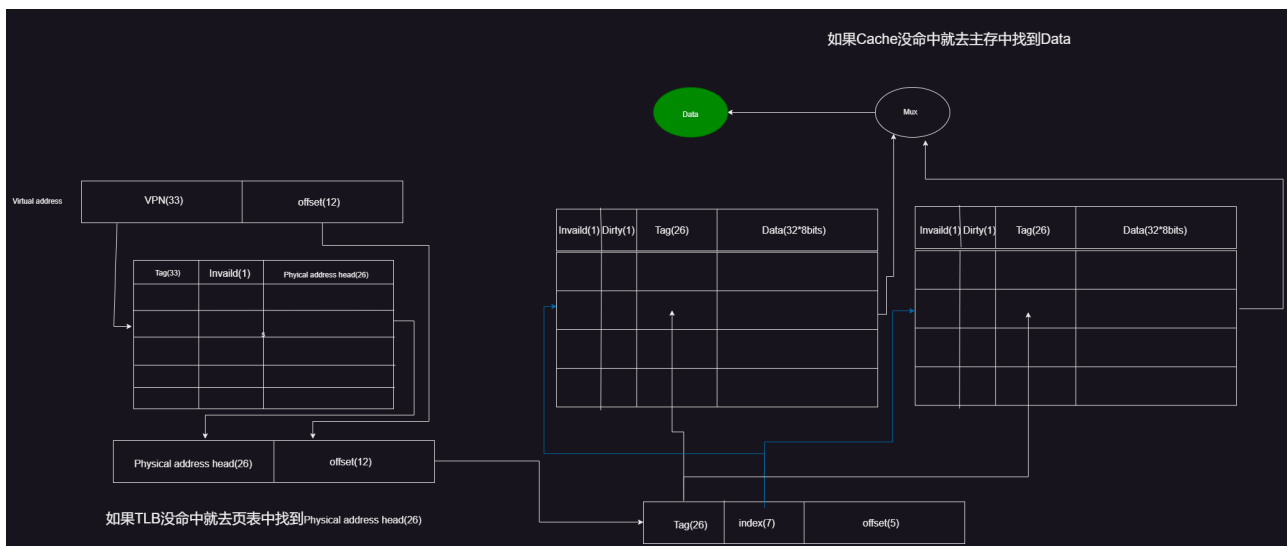 如果Cache没命中就去主存中找到Data
Data
Mux
Virtual address
VPN(33)
offset(12)
Tag(33)
Invaild(1)
Phyical address head(26)
s
Invaild(1)
Dirty(1)
Tag(26)
Data(32*8bits)
Invaild(1)
Dirty(1)
Tag(26)
Data(32*8bits)
Physical address head(26)
offset(12)
如果TLB没命中就去页表中找到Physical address head(26)
Tag(26)
index(7)
offset(5)